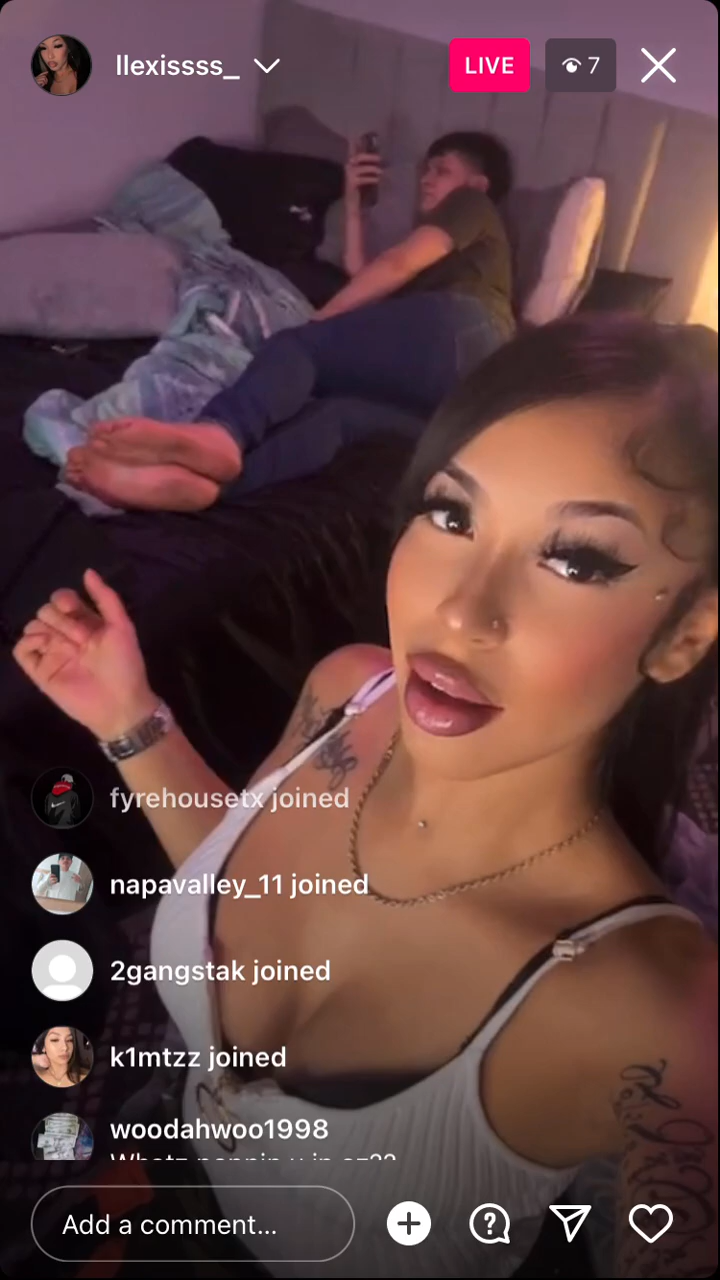 llexissss_
LIVE
7
fyrehousetx joined
napavalley_11 joined
2gangstak joined
k1mtzz joined
woodahwoo1998
Add a comment...